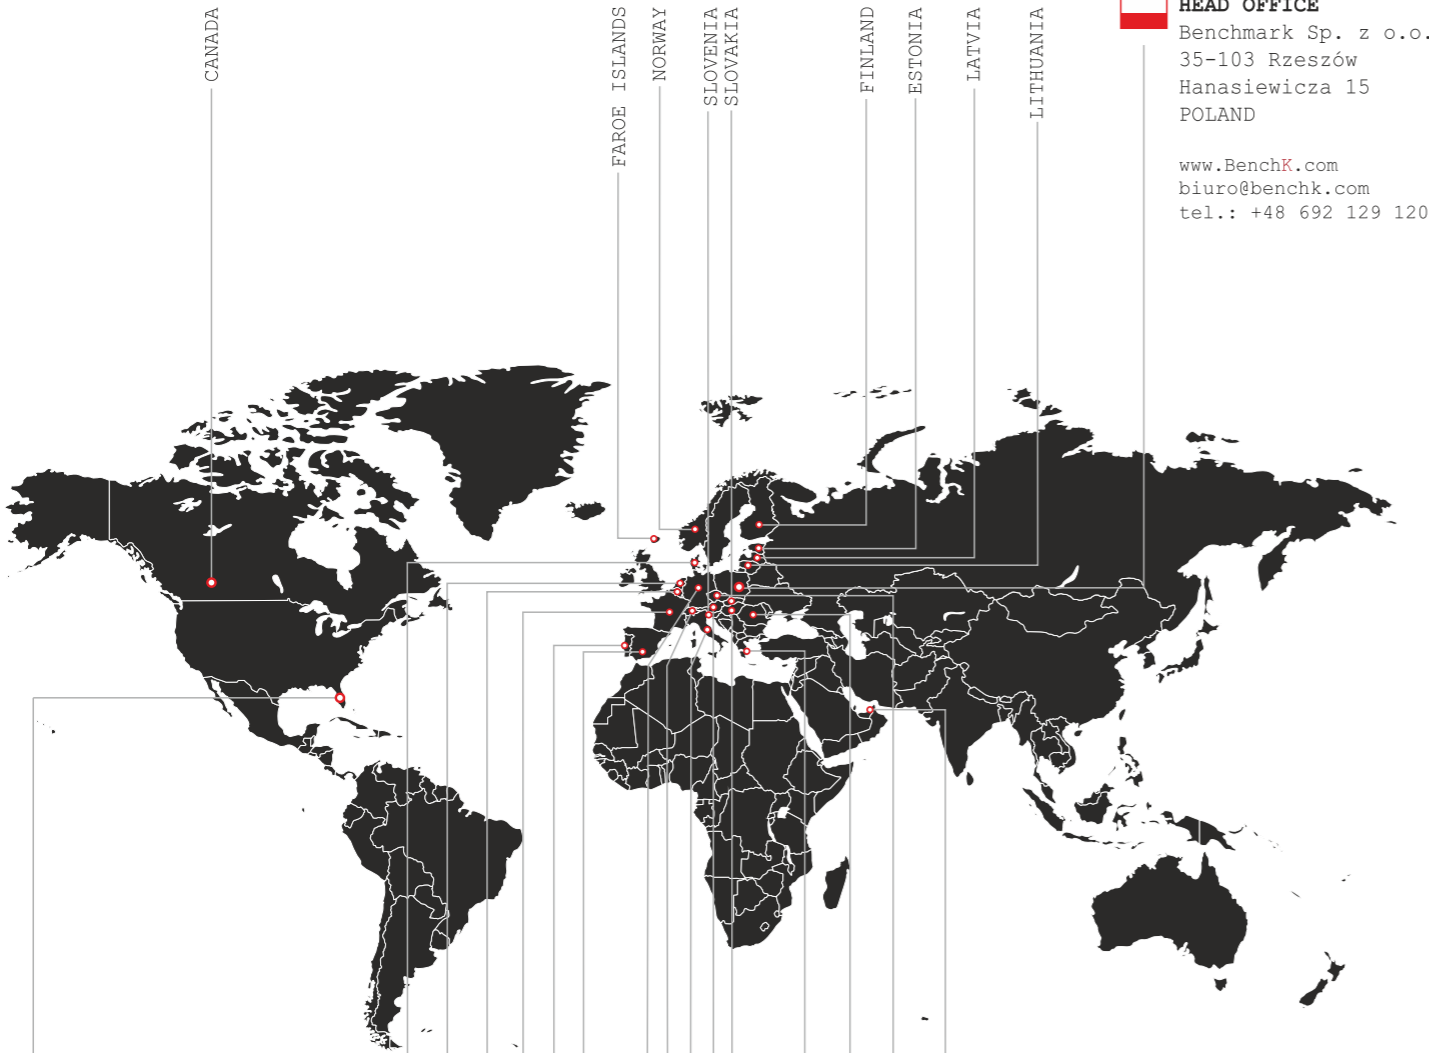 CANADA
FAROE ISLANDS
NORWAY
SLOVENIA
SLOVAKIA
FINLAND
ESTONIA
LATVIA
LITHUANIA
HEAD OFFICE
Benchmark Sp. z o.o.
35-103 Rzeszów
Hanasiewicza 15
POLAND
www.BenchK.com
biuro@benchk.com
tel.: +48 692 129 120